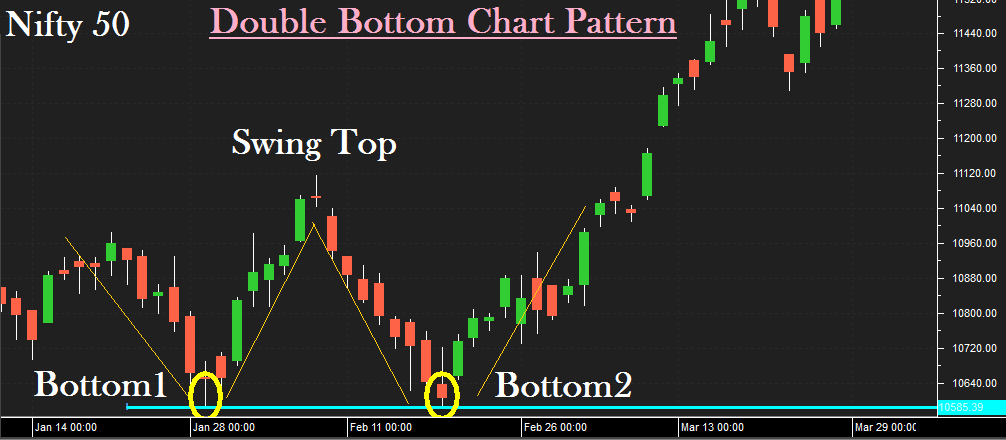 Nifty 50
Double Bottom Chart Pattern
11440.00
11360.00
11280.00
Swing Top
11200.00
11120.00
11040.00
10960.00
10880.00
10800.00
10720.00
Bottom1
Bottom2
10640.00
10585.39
Jan 14 00:00
Jan 28 00:00
Feb 11 00:00
Feb 26 00:00
Mar 13 00:00
Mar 29 00:00